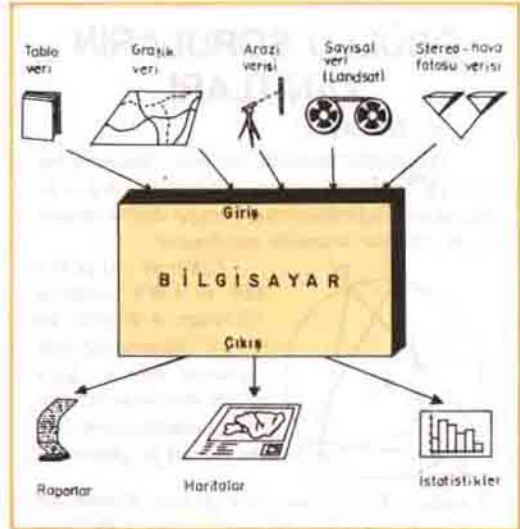 Tablo veri
Grafik veri
Arazi verisi
Sayısal veri (Landsat)
Stereo-hava fotosu verisi
Giriş
BİLGİSAYAR
Çıkış
Raporlar
Haritalar
İstatistikler